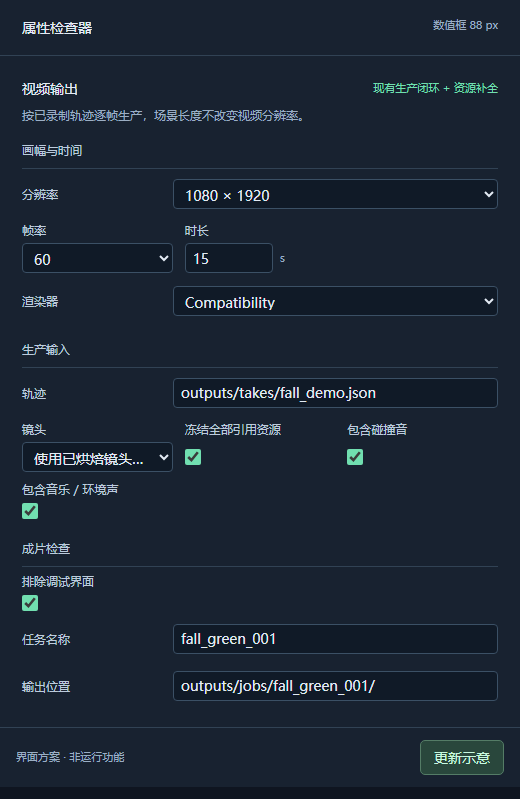 属性检查器
数值框 88 px
视频输出
现有生产闭环 + 资源补全
按已录制轨迹逐帧生产，场景长度不改变视频分辨率。
画幅与时间
分辨率
1080 × 1920
帧率
时长
60
15
s
渲染器
Compatibility
生产输入
轨迹
outputs/takes/fall_demo.json
镜头
冻结全部引用资源
包含碰撞音
使用已烘焙镜头...
包含音乐 / 环境声
成片检查
排除调试界面
任务名称
fall_green_001
输出位置
outputs/jobs/fall_green_001/
界面方案 · 非运行功能
更新示意